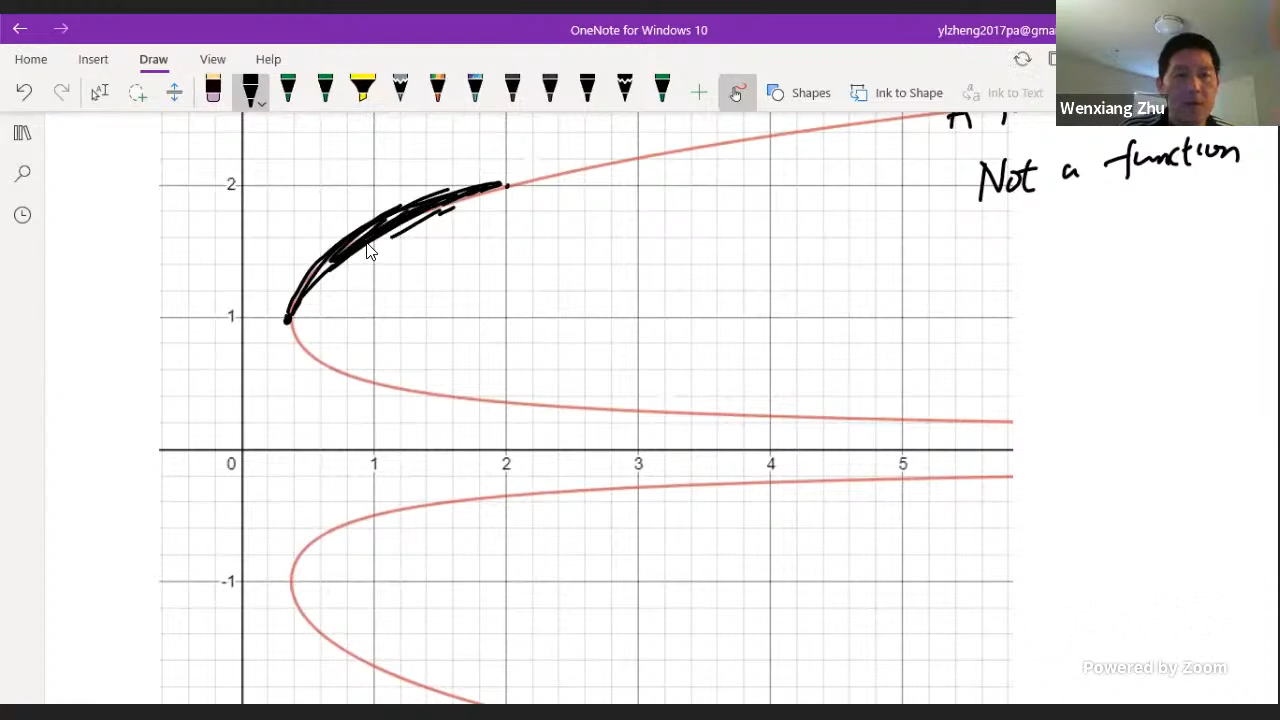 OneNote for Windows 10
ylzheng2017pa@gma
Home Insert Draw View Help
Shapes Ink to Shape Ink to Text
Wenxiang Zhu
Not a function
2
1
0 1 2 3 4 5
-1
Powered by Zoom